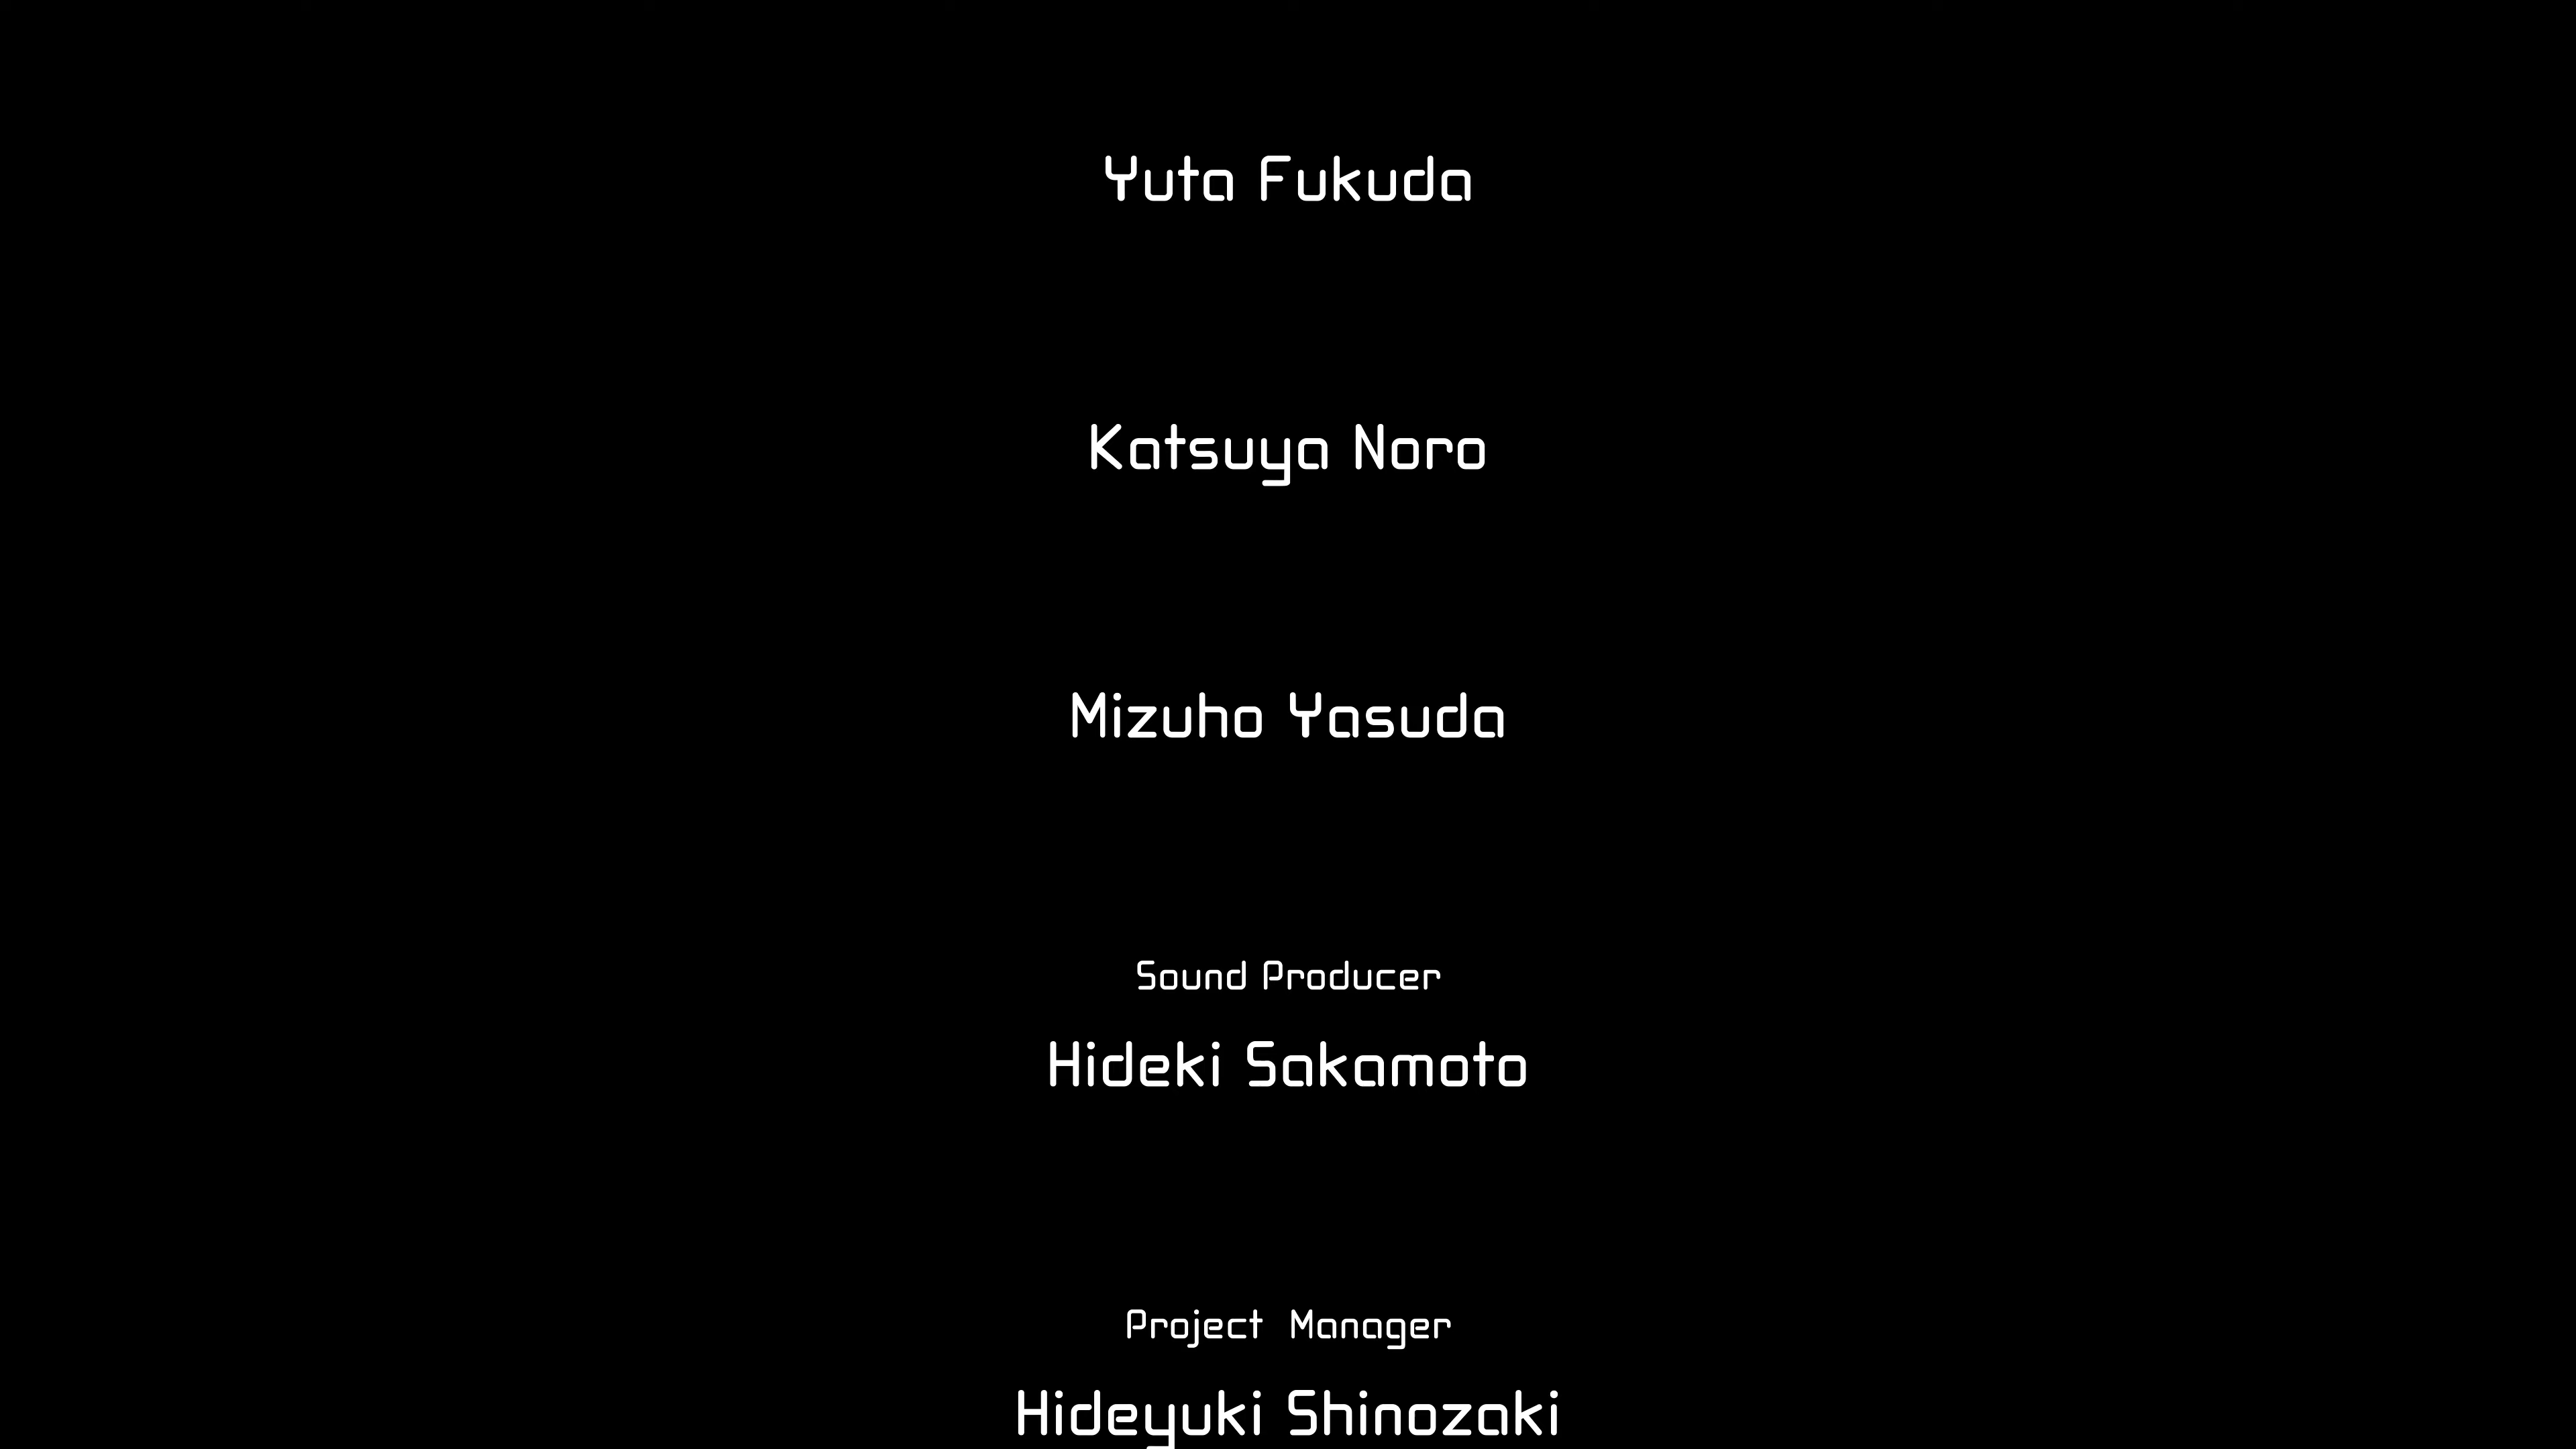 Yuta Fukuda
Katsuya Noro
Mizuho Yasuda
Sound Producer
Hideki Sakamoto
Project Manager
Hideyuki Shinozaki